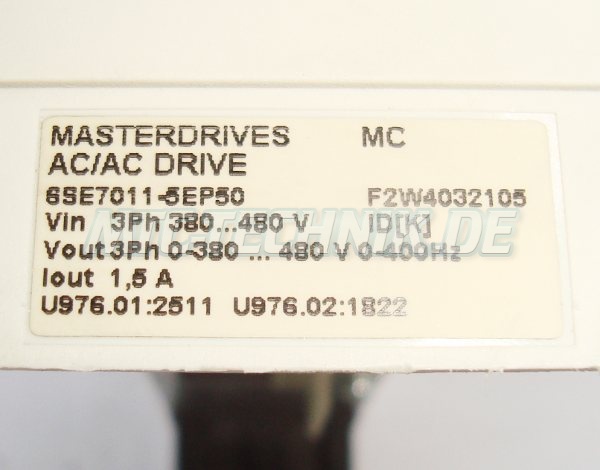 MASTERDRIVES MC
AC/AC DRIVE
6SE7011-5EP50 F2W4032105
Vin 3Ph 380...480 V ID[K]
Vout 3Ph 0-380 ... 480 V 0-400Hz
Iout 1,5 A
U976.01:2511 U976.02:1822